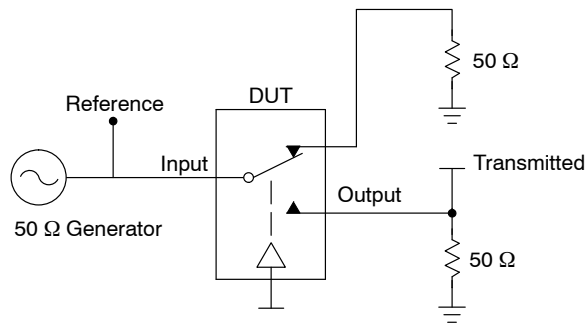 50 Ω
Reference
DUT
Input
Transmitted
Output
50 Ω Generator
50 Ω